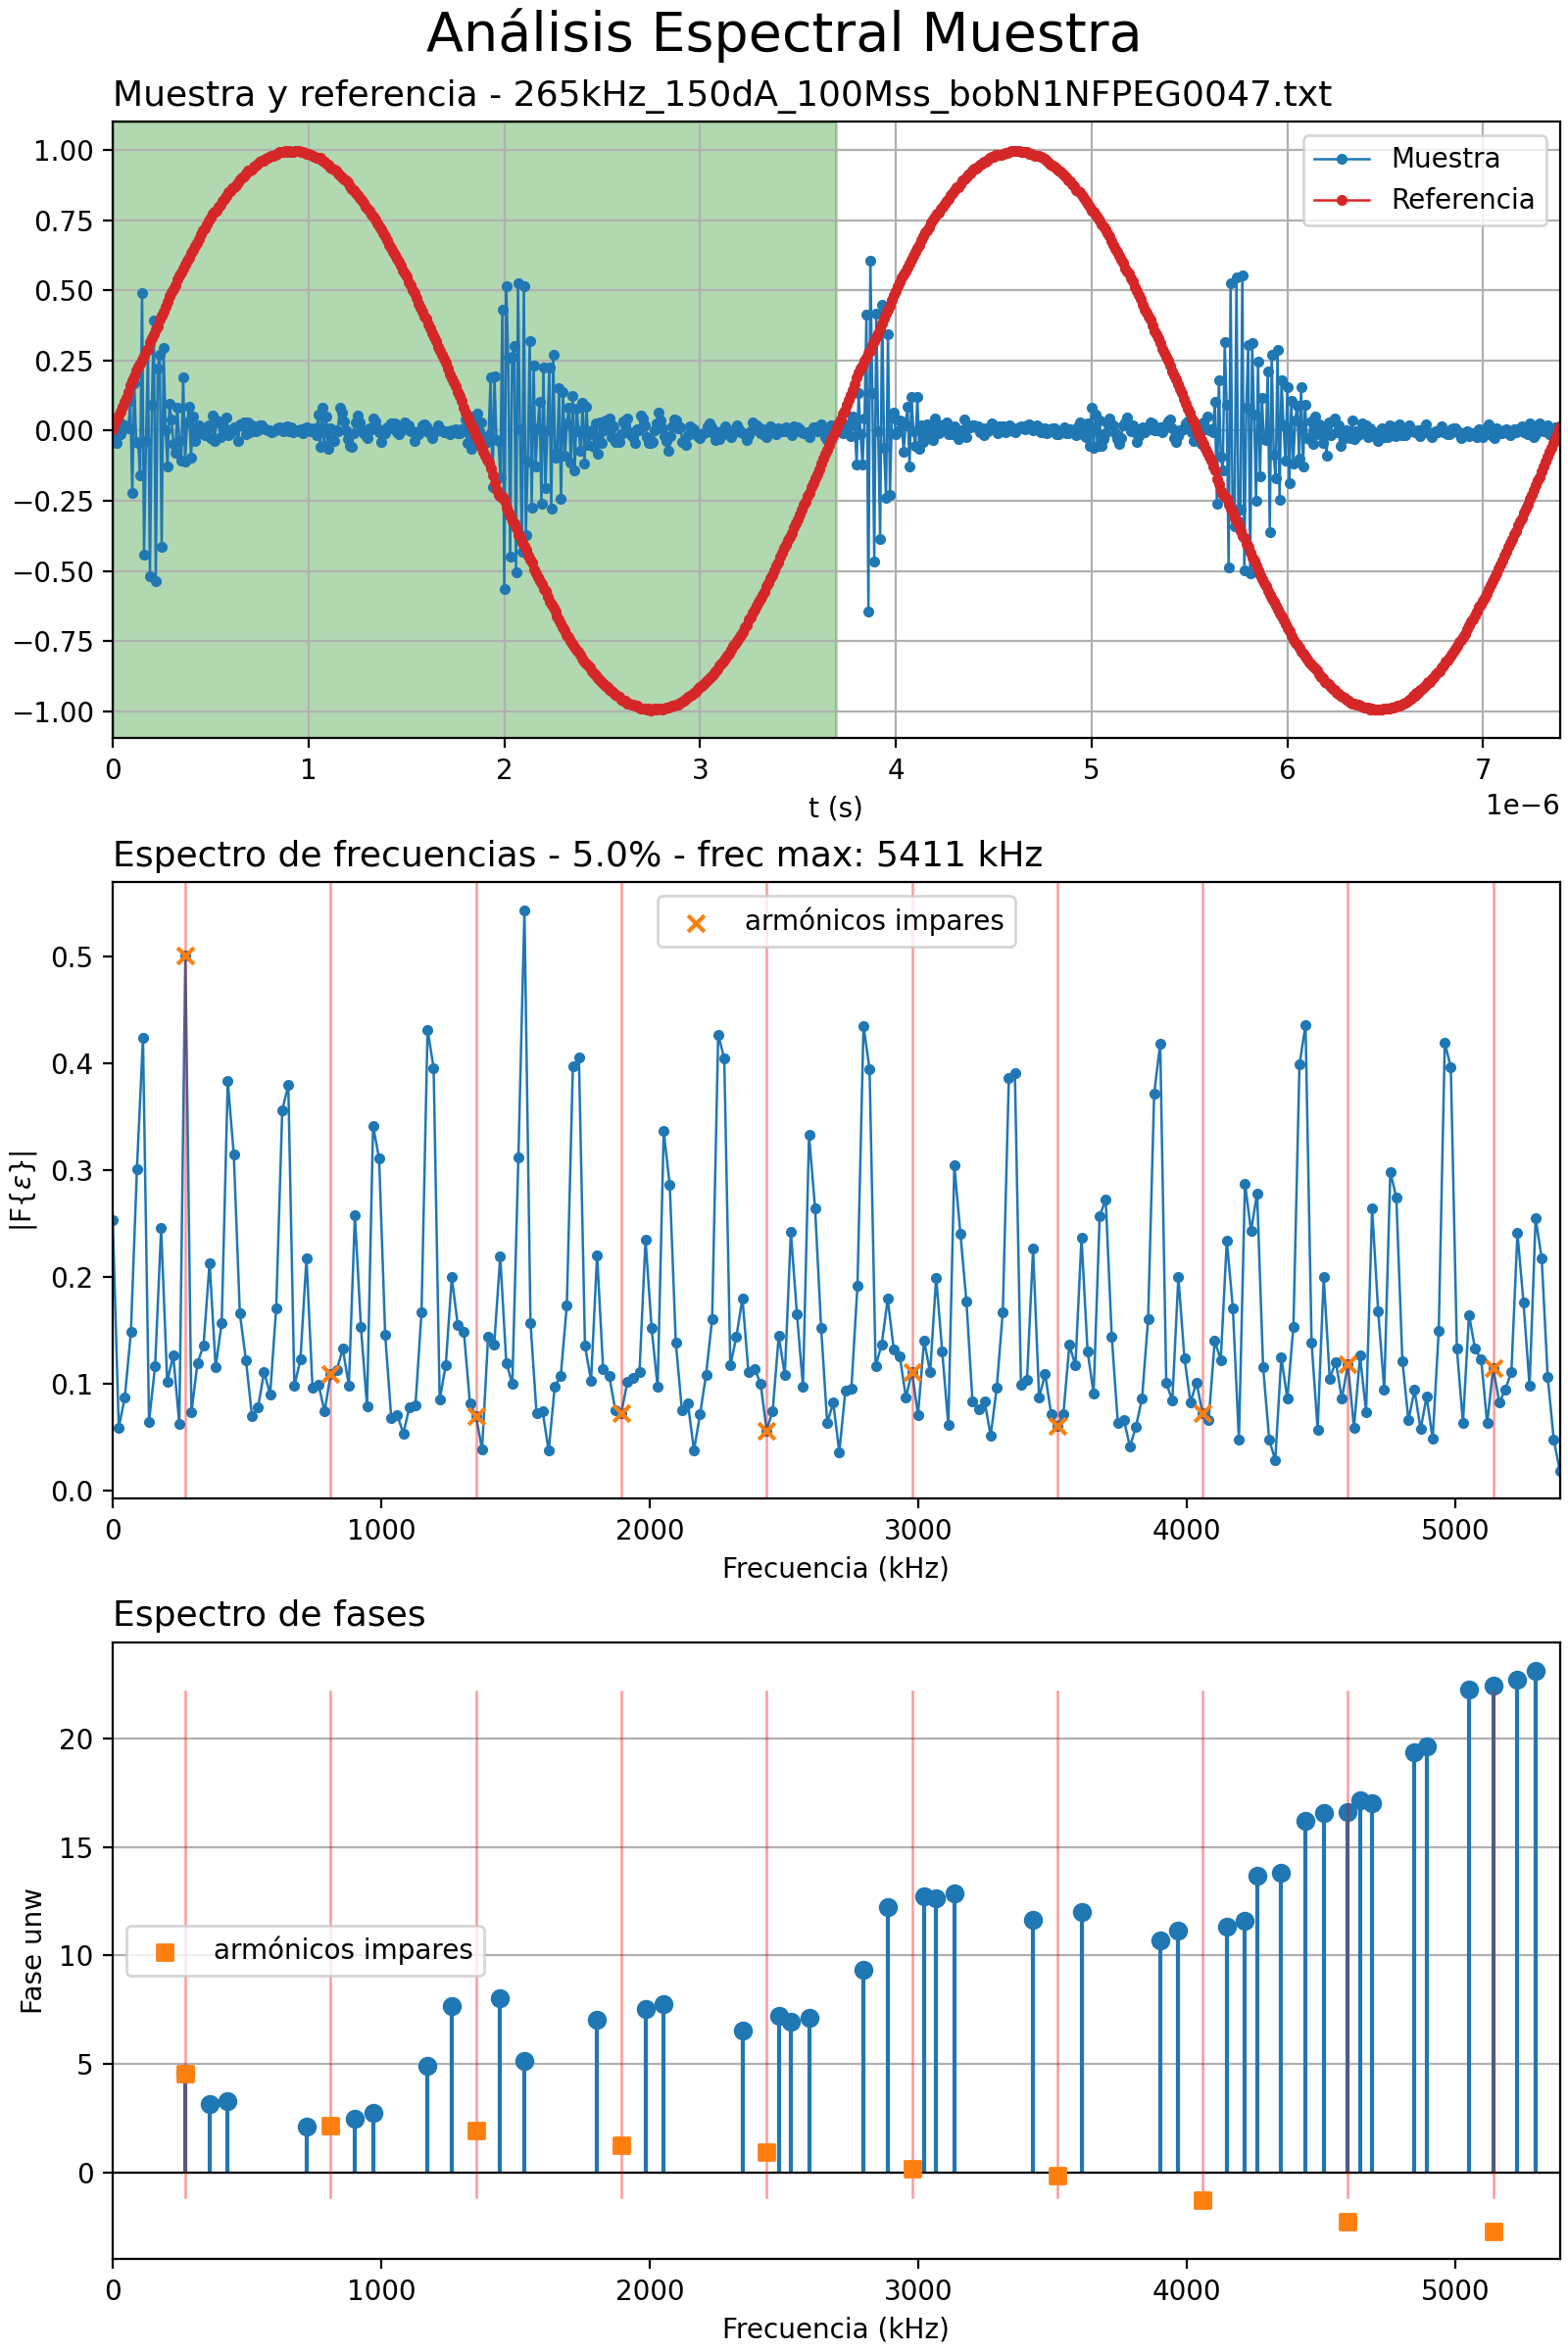 Análisis Espectral Muestra
Muestra y referencia - 265kHz_150dA_100Mss_bobN1NFPEG0047.txt
1.00
0.75
0.50
0.25
0.00
−0.25
−0.50
−0.75
−1.00
Muestra
Referencia
0 1 2 3 4 5 6 7
1e−6
t (s)
Espectro de frecuencias - 5.0% - frec max: 5411 kHz
armónicos impares
|F{ε}|
0.5
0.4
0.3
0.2
0.1
0.0
0 1000 2000 3000 4000 5000
Frecuencia (kHz)
Espectro de fases
Fase unw
20
15
10
5
0
armónicos impares
0 1000 2000 3000 4000 5000
Frecuencia (kHz)